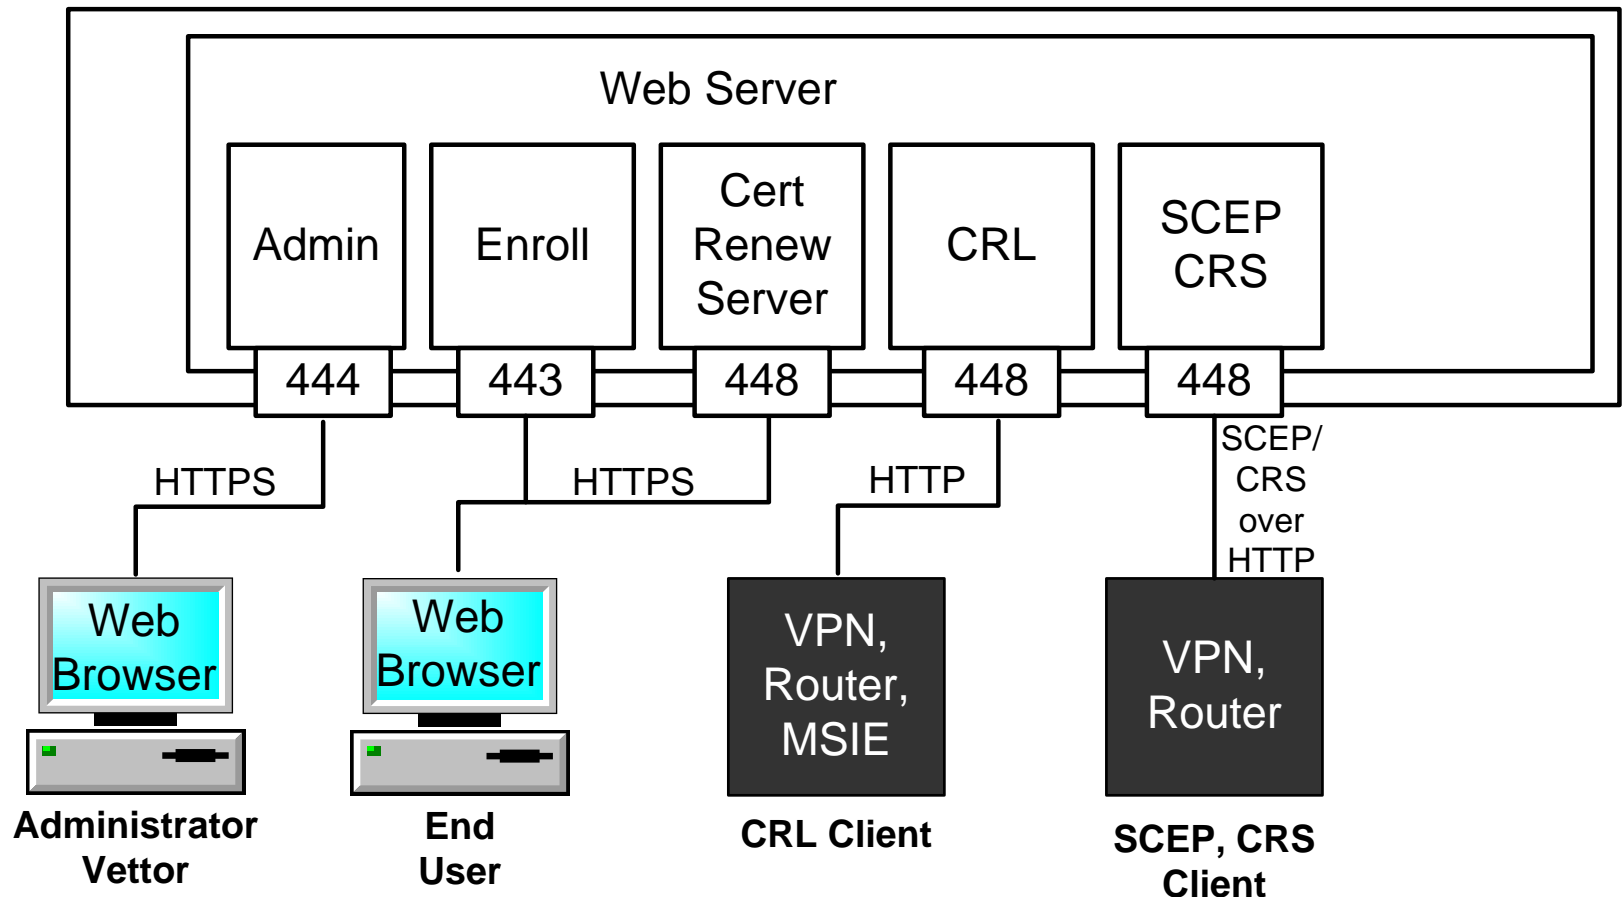 Web Server
Admin
Enroll
Cert
Renew
Server
CRL
SCEP
CRS
444
443
448
448
448
HTTPS
HTTPS
HTTP
SCEP/
CRS
over
HTTP
Web
Browser
Web
Browser
VPN,
Router,
MSIE
VPN,
Router
Administrator
Vettor
End
User
CRL Client
SCEP, CRS
Client